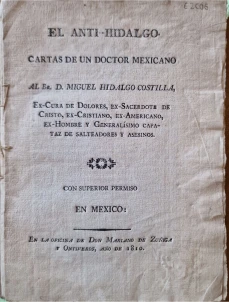 EL ANTI-HIDALGO.
CARTAS DE UN DOCTOR MEXICANO
AL BR. D. MIGUEL HIDALGO COSTILLA,
EX-CURA DE DOLORES, EX-SACERDOTE DE
CRISTO, EX-CRISTIANO, EX-AMERICANO,
EX-HOMBRE Y GENERALÍSIMO CAPA-
TAZ DE SALTEADORES Y ASESINOS.
CON SUPERIOR PERMISO
EN MEXICO:
EN LA OFICINA DE DON MARIANO DE ZUÑIGA
Y ONTIVEROS, AÑO DE 1810.